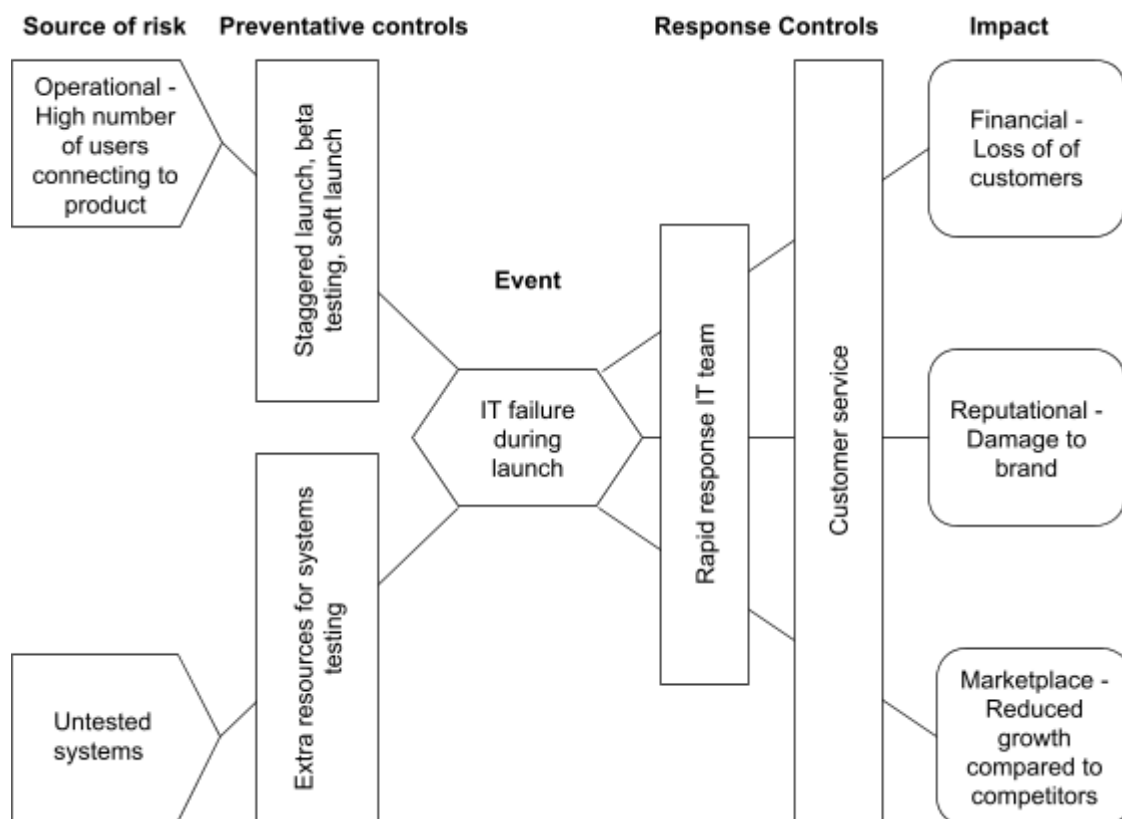 Source of risk
Preventative controls
Response Controls
Impact
Operational -
High number
of users
connecting to
product
Staggered launch, beta
testing, soft launch
Event
IT failure
during
launch
Rapid response IT team
Customer service
Financial -
Loss of of
customers
Reputational -
Damage to
brand
Untested
systems
Extra resources for systems
testing
Marketplace -
Reduced
growth
compared to
competitors